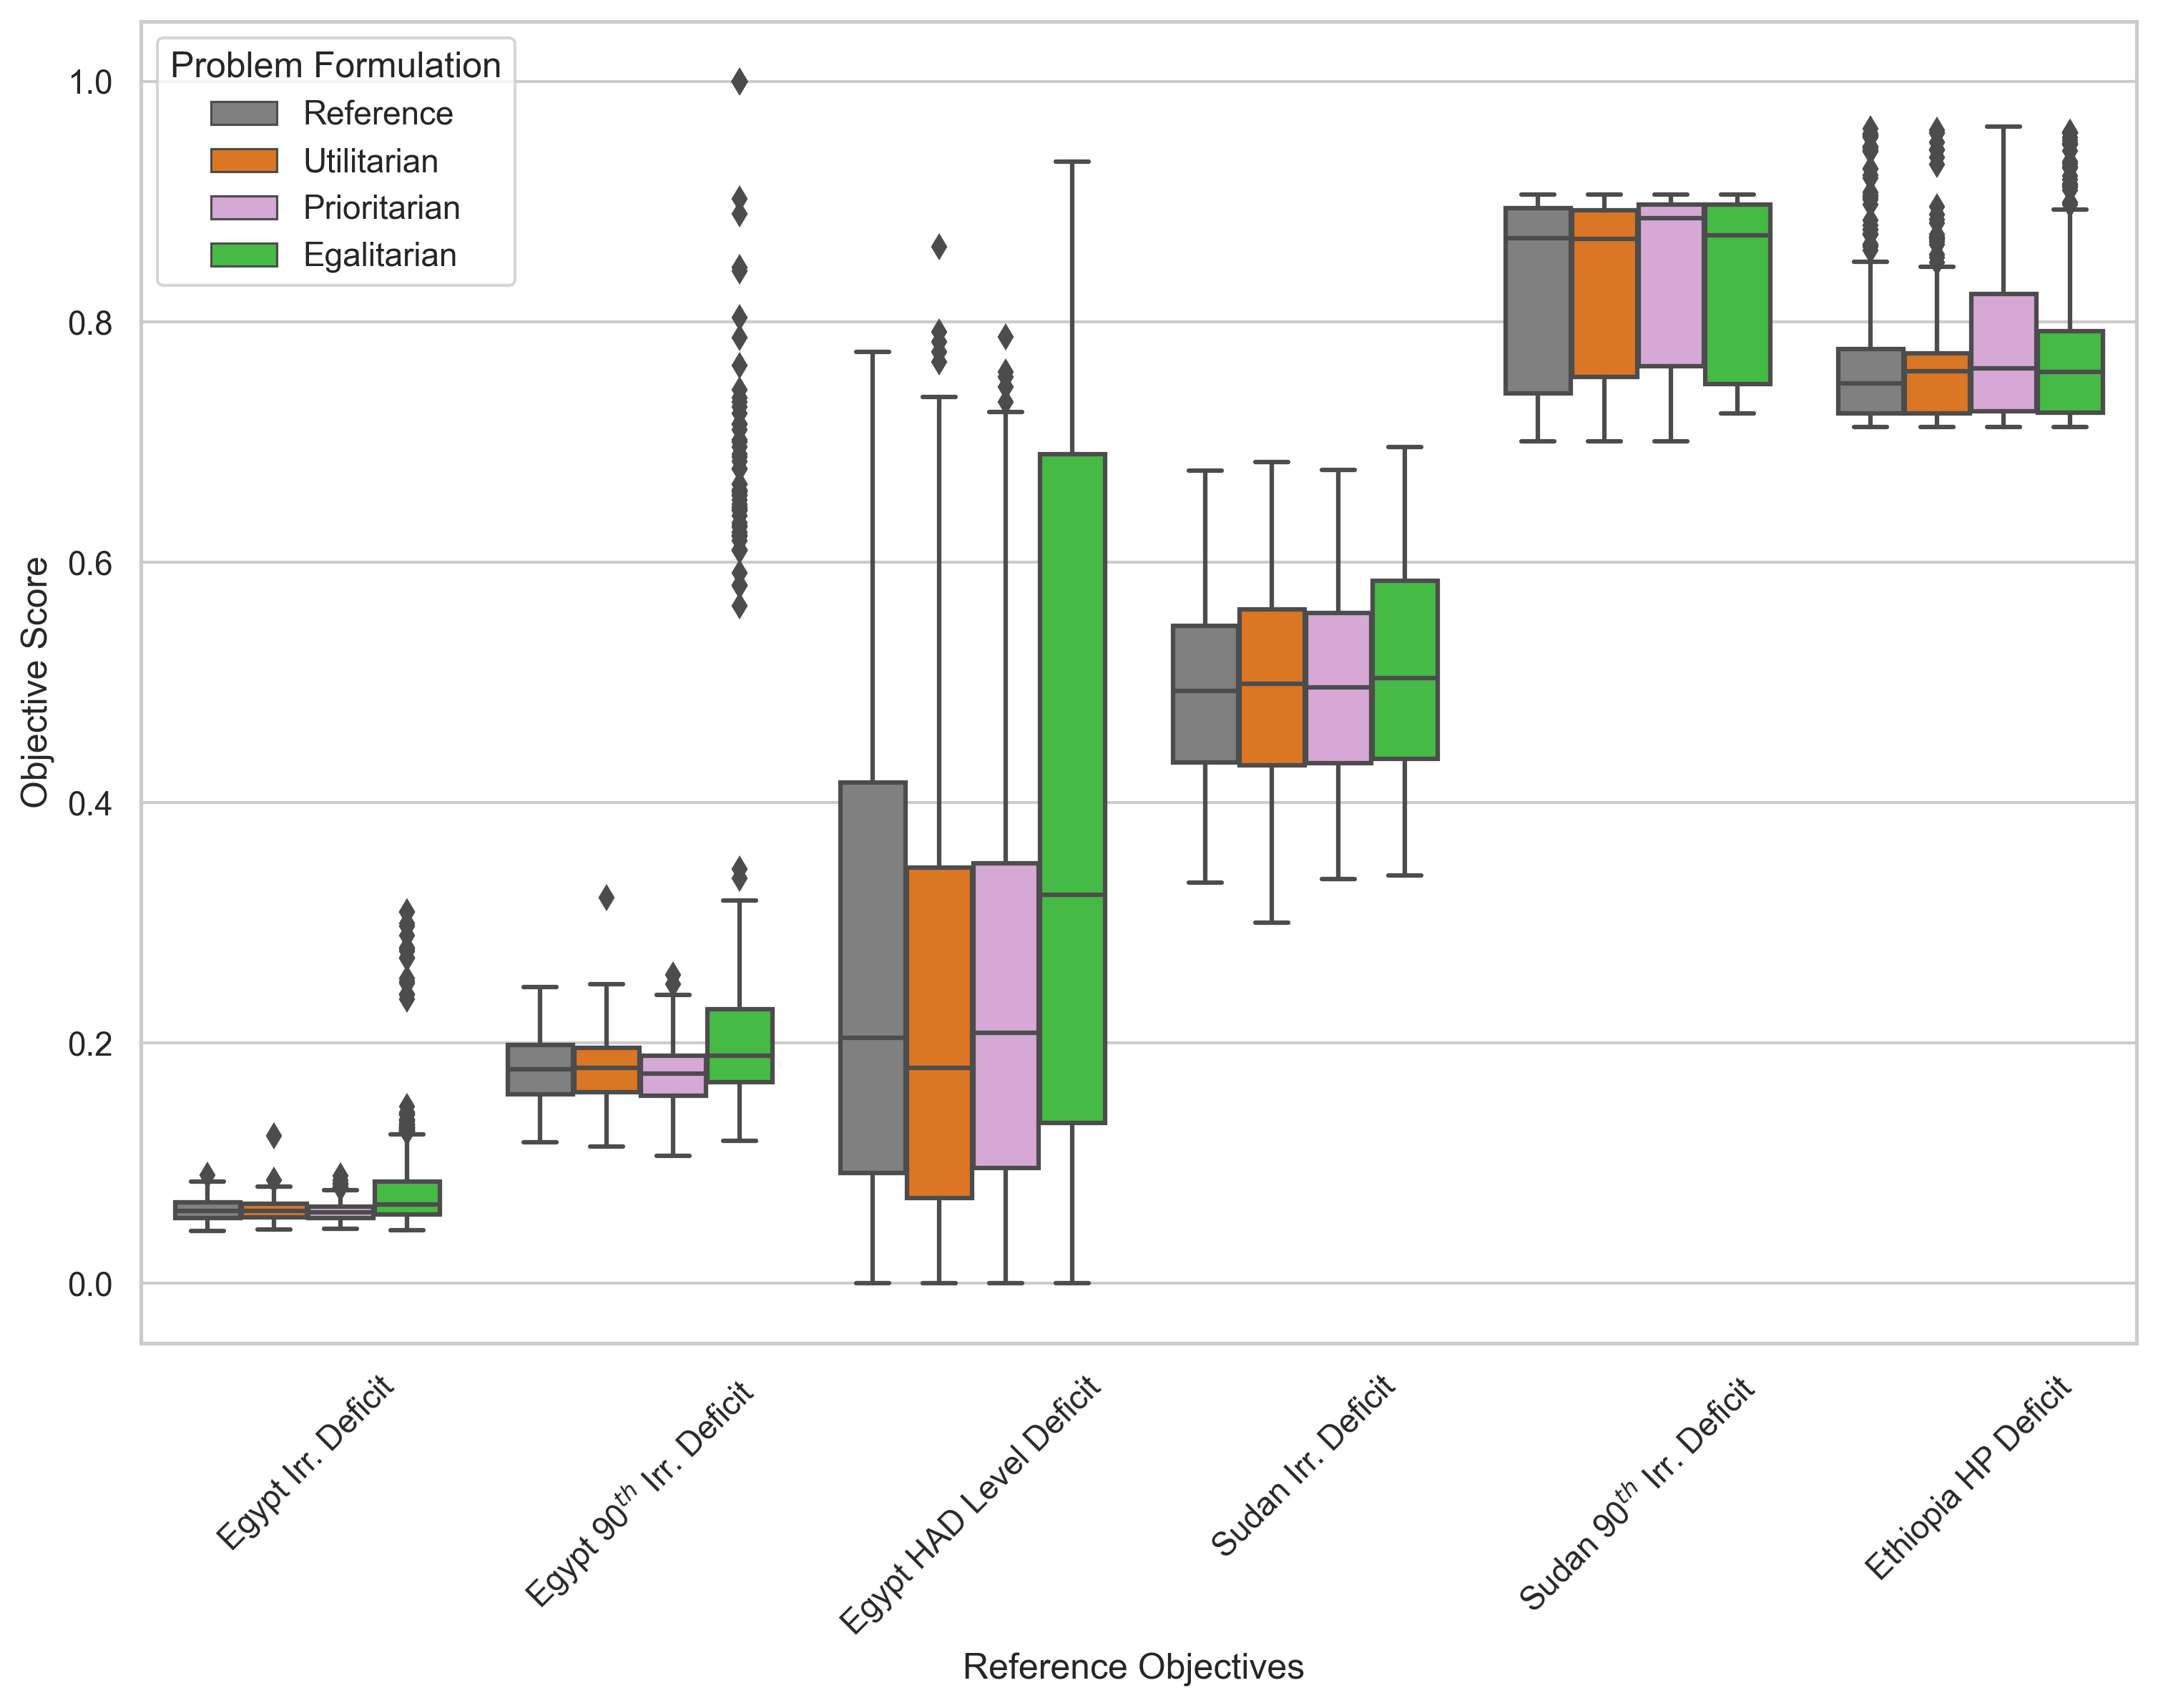 Problem Formulation
Reference
Utilitarian
Prioritarian
Egalitarian
Objective Score
1.0
0.8
0.6
0.4
0.2
0.0
Egypt Irr. Deficit
Egypt 90th Irr. Deficit
Egypt HAD Level Deficit
Sudan Irr. Deficit
Sudan 90th Irr. Deficit
Ethiopia HP Deficit
Reference Objectives